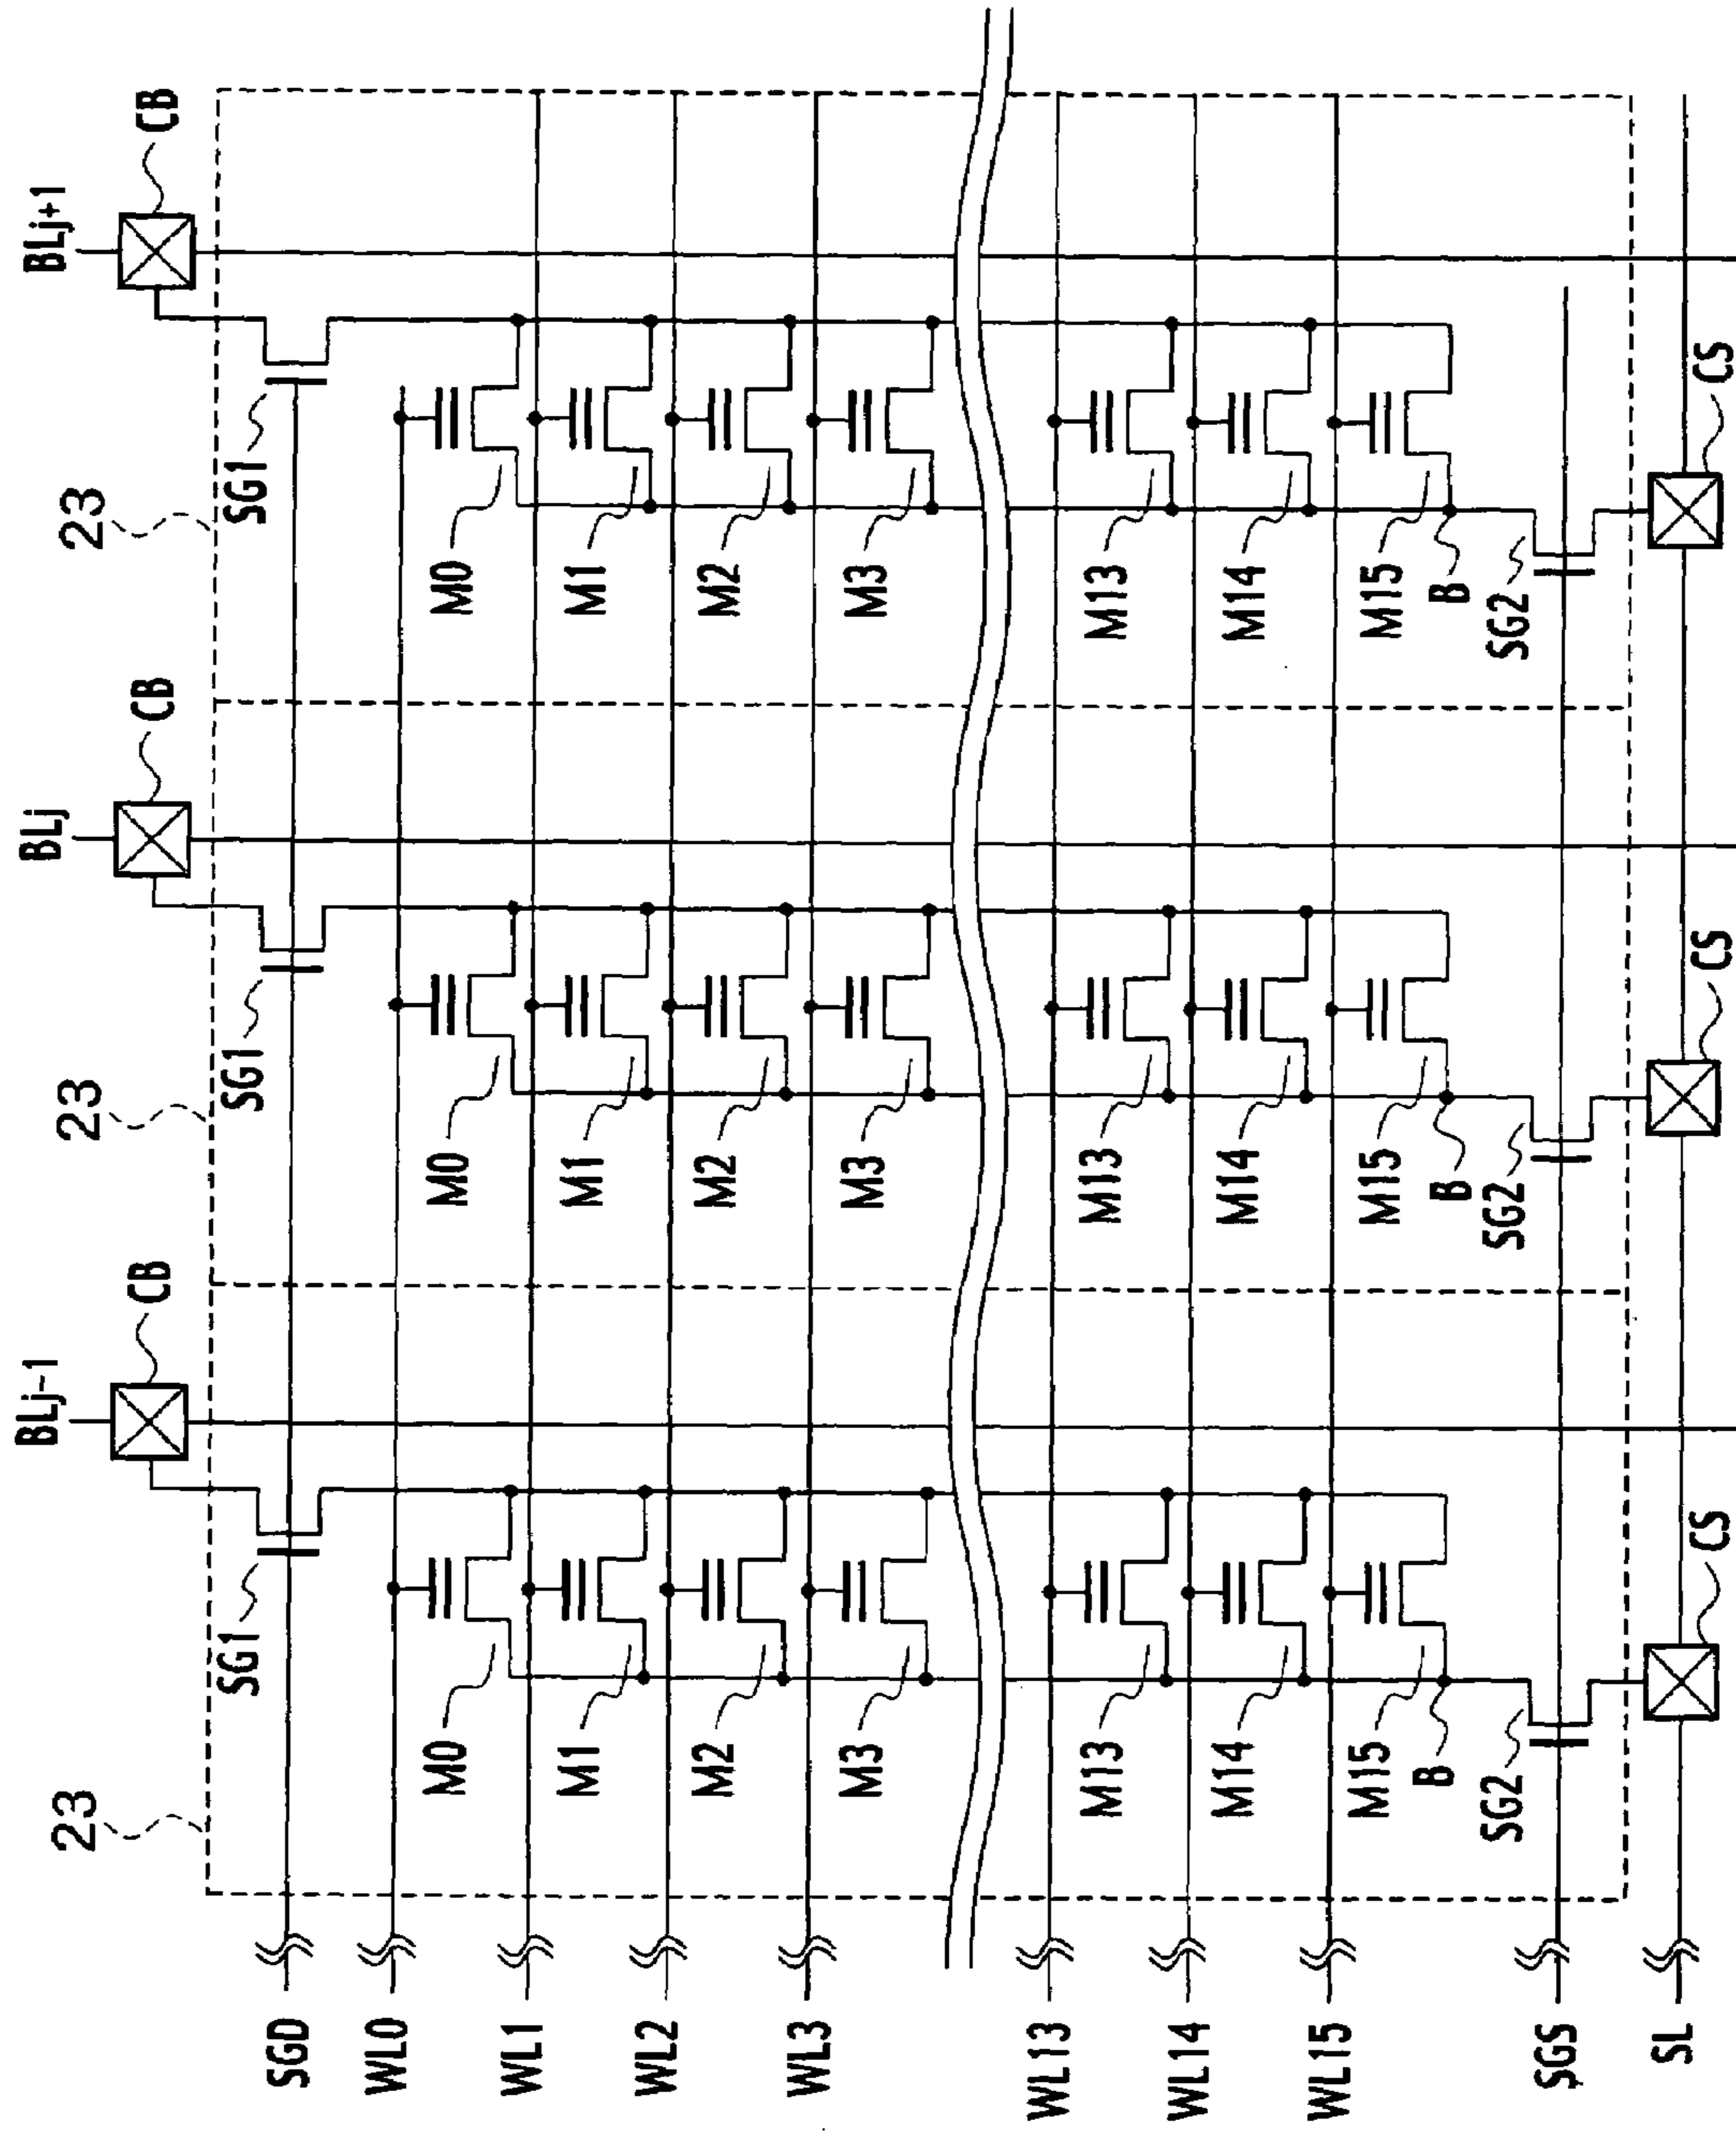 BLj-1 BLj BLj+1
23 23 23
CB CB CB
SG1 SG1 SG1
SGD
WL0
M0 M0 M0
WL1
M1 M1 M1
WL2
M2 M2 M2
WL3
M3 M3 M3
WL13
M13 M13 M13
WL14
M14 M14 M14
WL15
M15 M15 M15
B B B
SG2 SG2 SG2
SGS
SL
CS CS CS